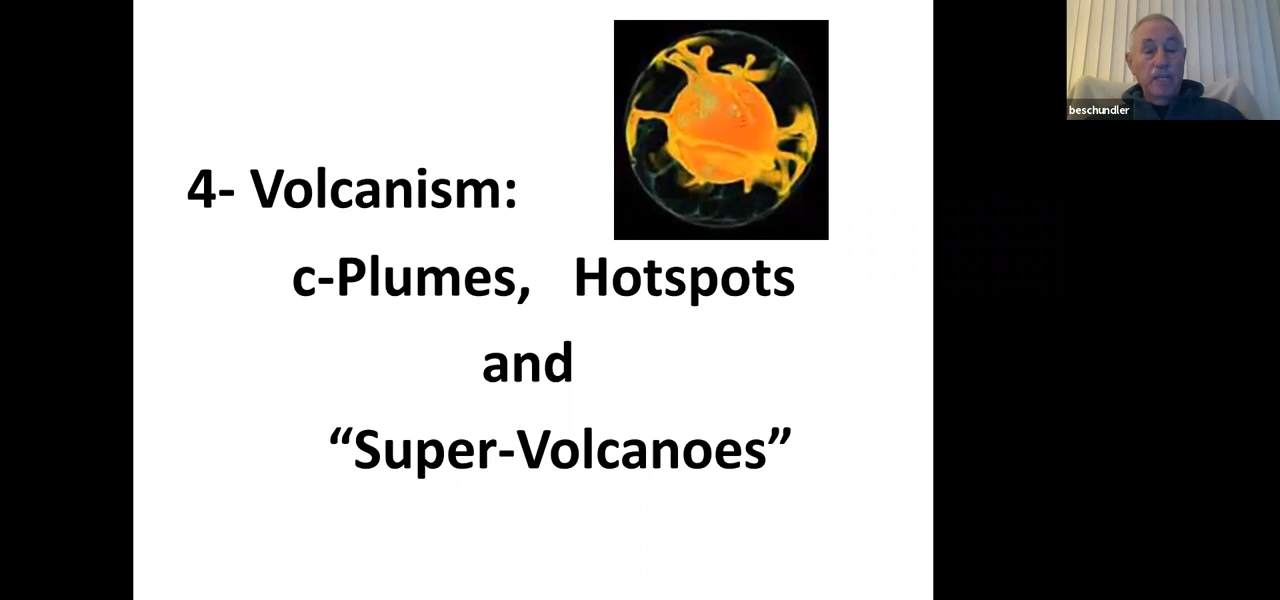 4- Volcanism:
c-Plumes, Hotspots
and
“Super-Volcanoes”
beschundler